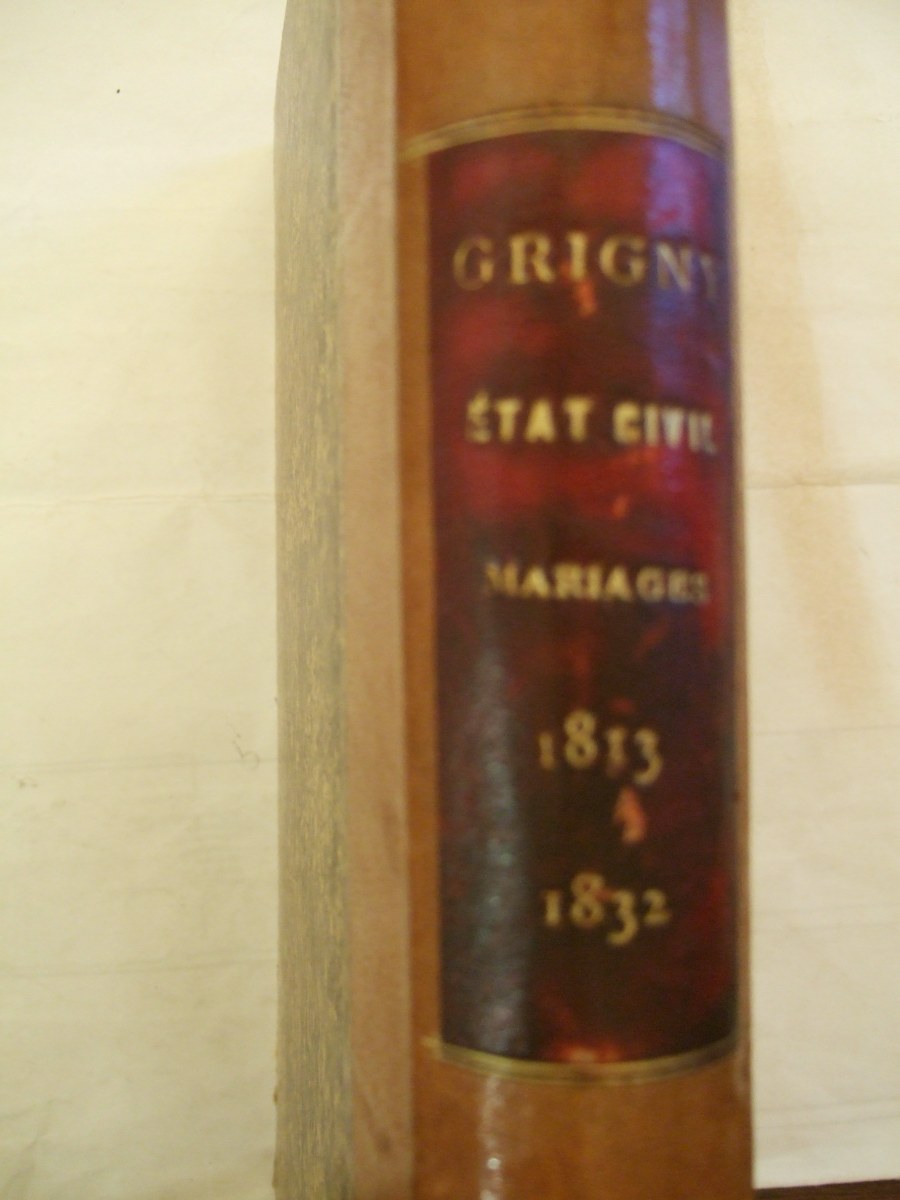 GRIGNY
ÉTAT CIVIL
MARIAGES
1813
1832